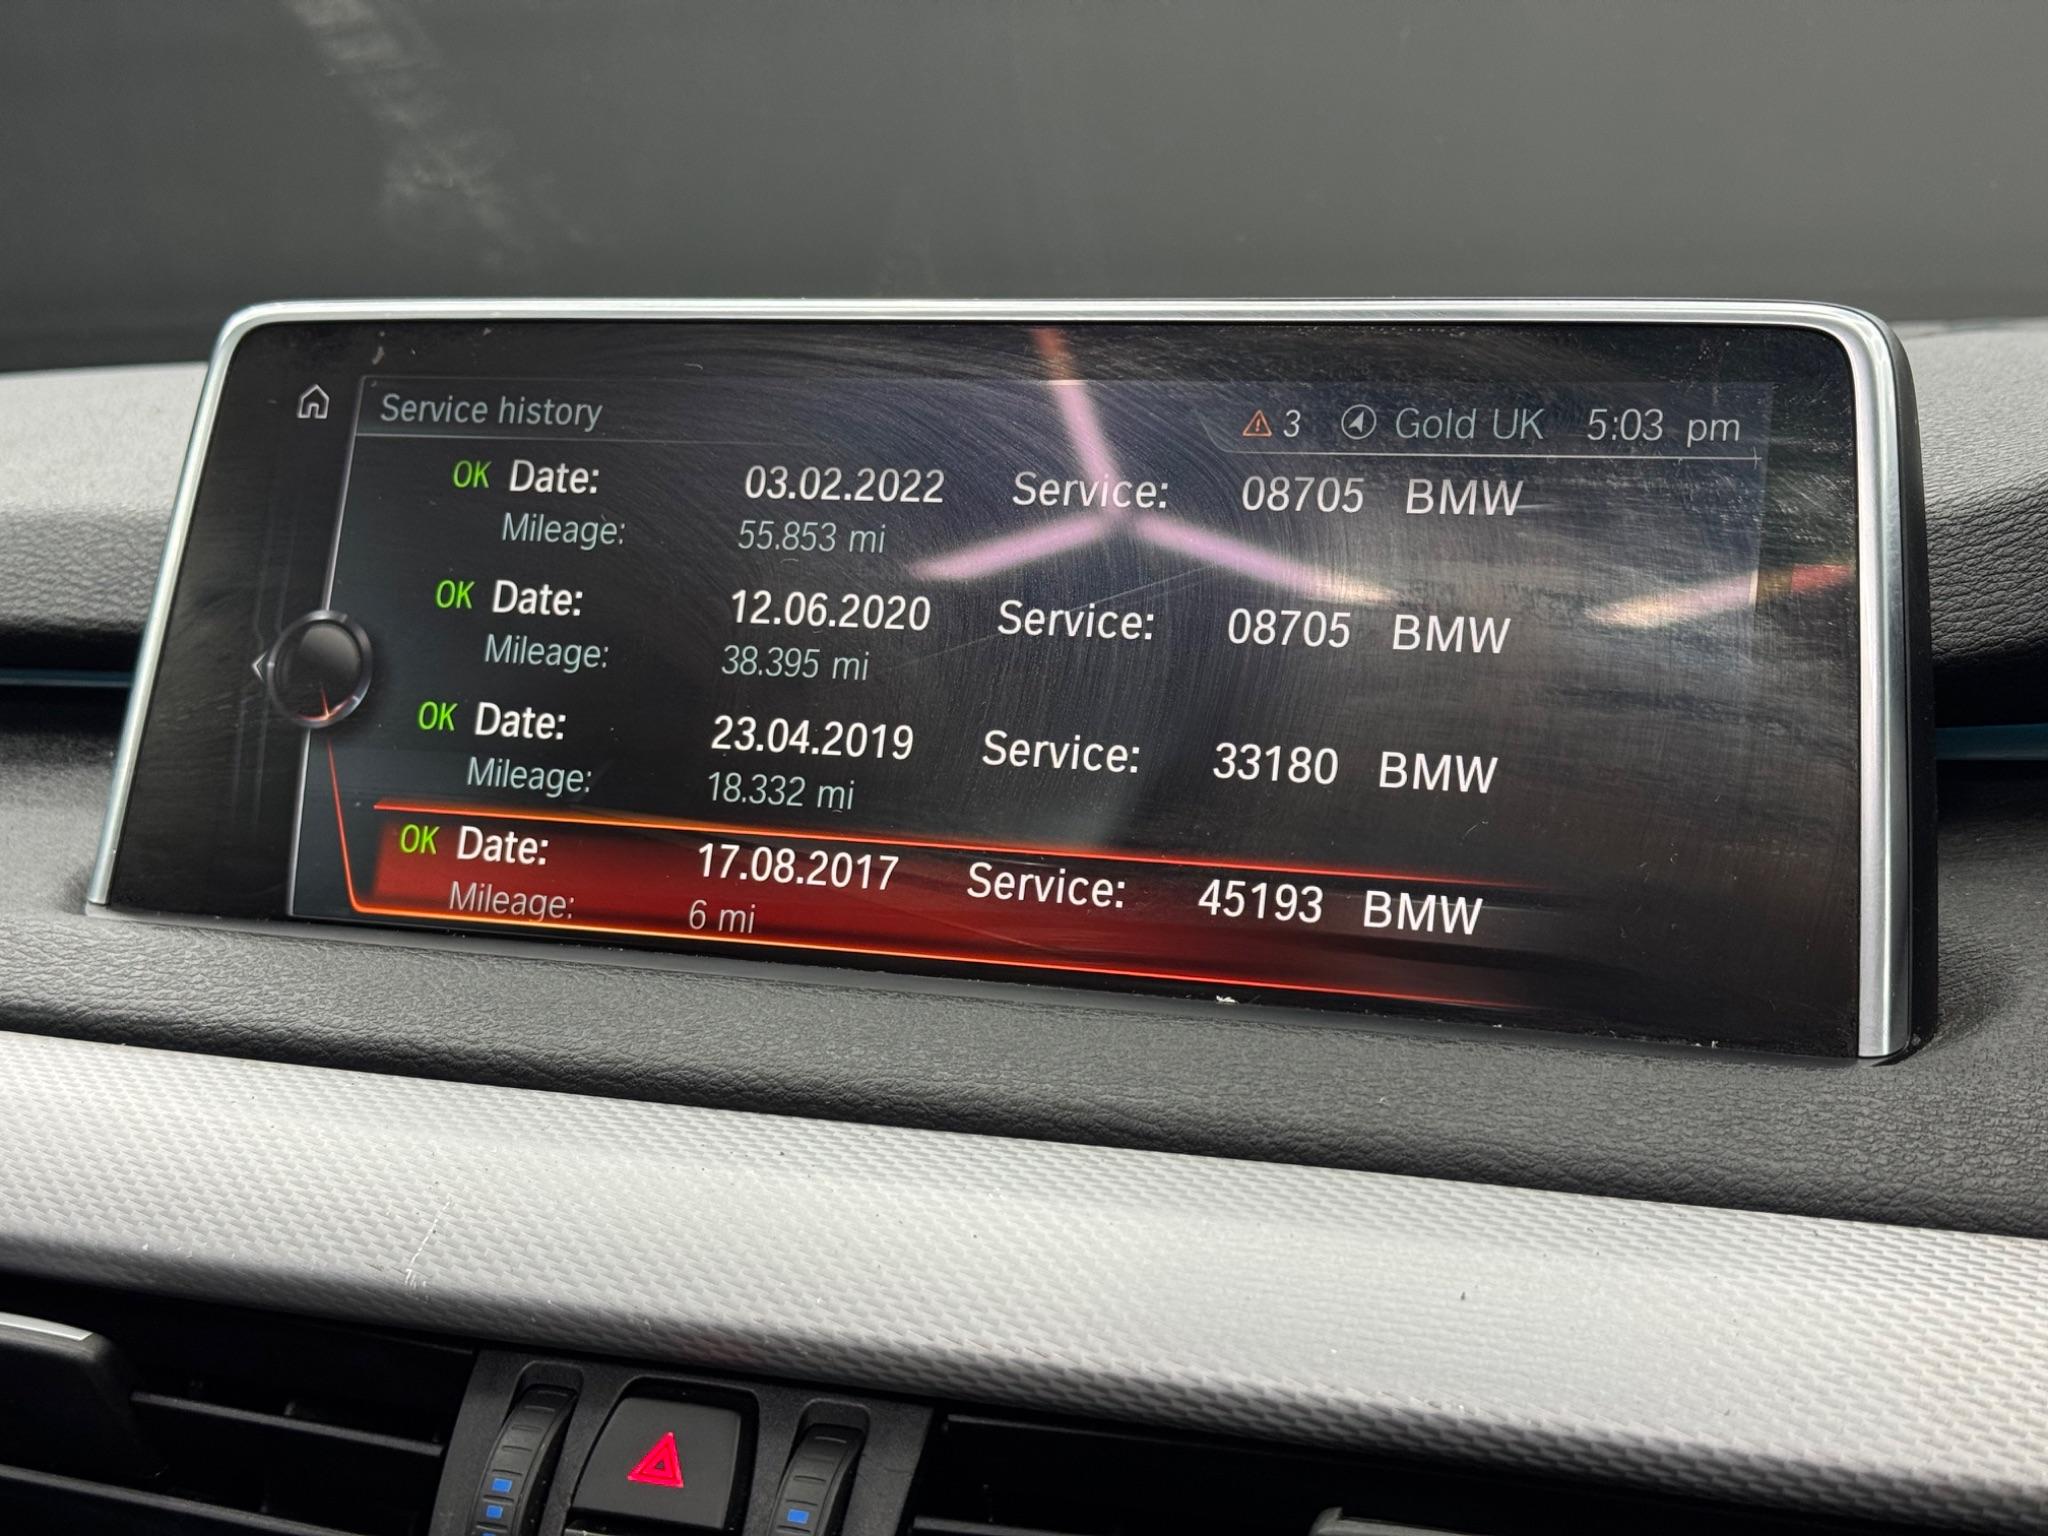 Service history
3 Gold UK 5:03 pm
OK Date: 03.02.2022 Service: 08705 BMW
Mileage: 55.853 mi
OK Date: 12.06.2020 Service: 08705 BMW
Mileage: 38.395 mi
OK Date: 23.04.2019 Service: 33180 BMW
Mileage: 18.332 mi
OK Date: 17.08.2017 Service: 45193 BMW
Mileage: 6 mi